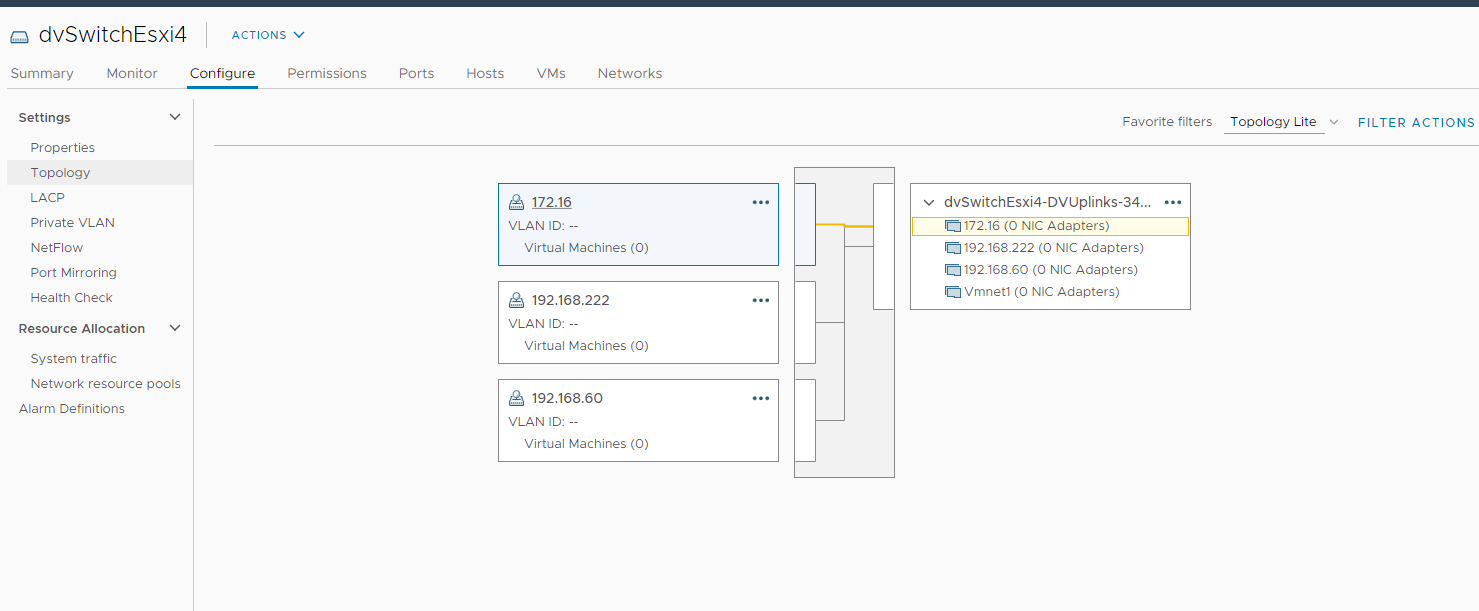 dvSwitchEsxi4
ACTIONS
Summary Monitor Configure Permissions Ports Hosts VMs Networks
Settings
Properties
Topology
LACP
Private VLAN
NetFlow
Port Mirroring
Health Check
Resource Allocation
System traffic
Network resource pools
Alarm Definitions
Favorite filters Topology Lite FILTER ACTIONS
172.16
VLAN ID: --
Virtual Machines (0)
192.168.222
VLAN ID: --
Virtual Machines (0)
192.168.60
VLAN ID: --
Virtual Machines (0)
dvSwitchEsxi4-DVUplinks-34...
172.16 (0 NIC Adapters)
192.168.222 (0 NIC Adapters)
192.168.60 (0 NIC Adapters)
Vmnet1 (0 NIC Adapters)